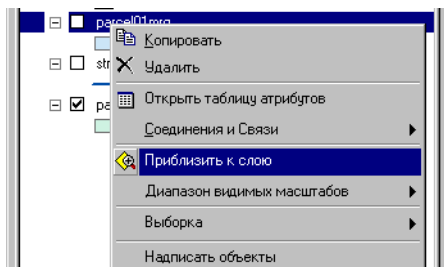 parcel01mrg
Копировать
str
Удалить
Открыть таблицу атрибутов
pa
Соединения и Связи
Приблизить к слою
Диапазон видимых масштабов
Выборка
Надписать объекты